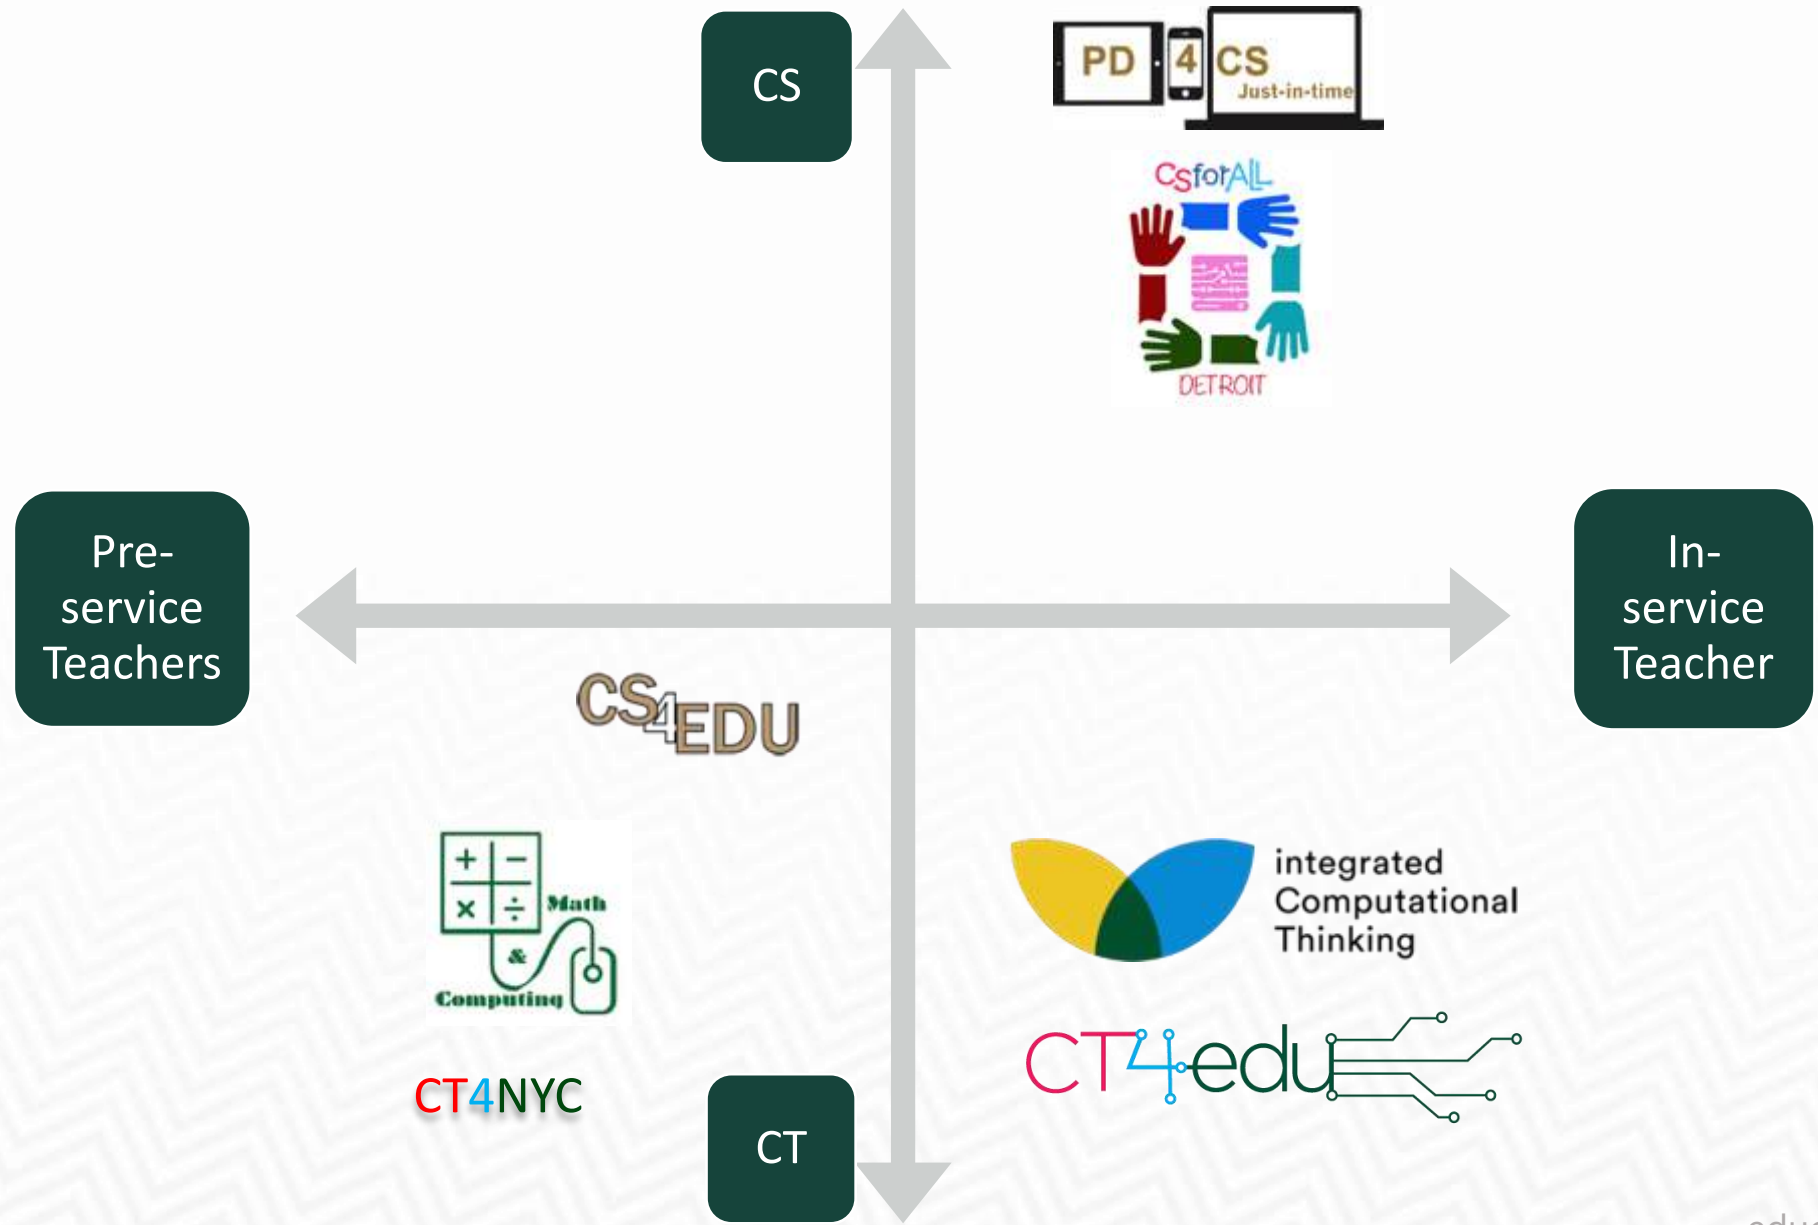 CS
PD 4 CS
Just-in-time
CSforALL
DETROIT
Pre-
service
Teachers
In-
service
Teacher
CS4EDU
+ −
× ÷
Math
&
Computing
integrated
Computational
Thinking
CT4edu
CT4NYC
CT